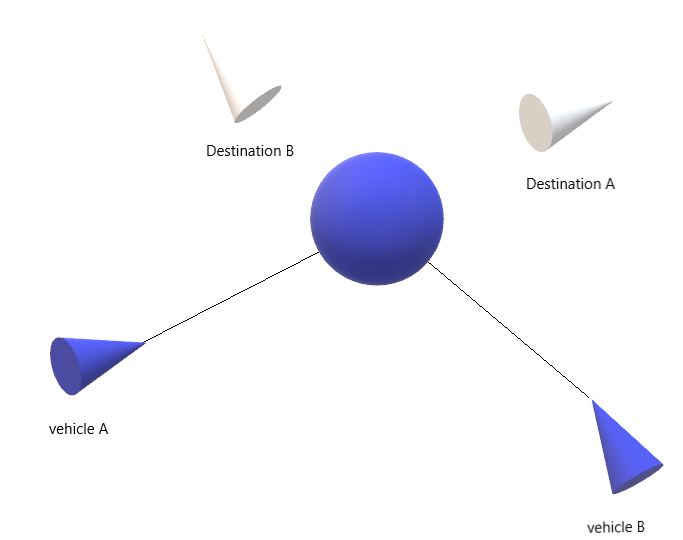 Destination B
Destination A
vehicle A
vehicle B